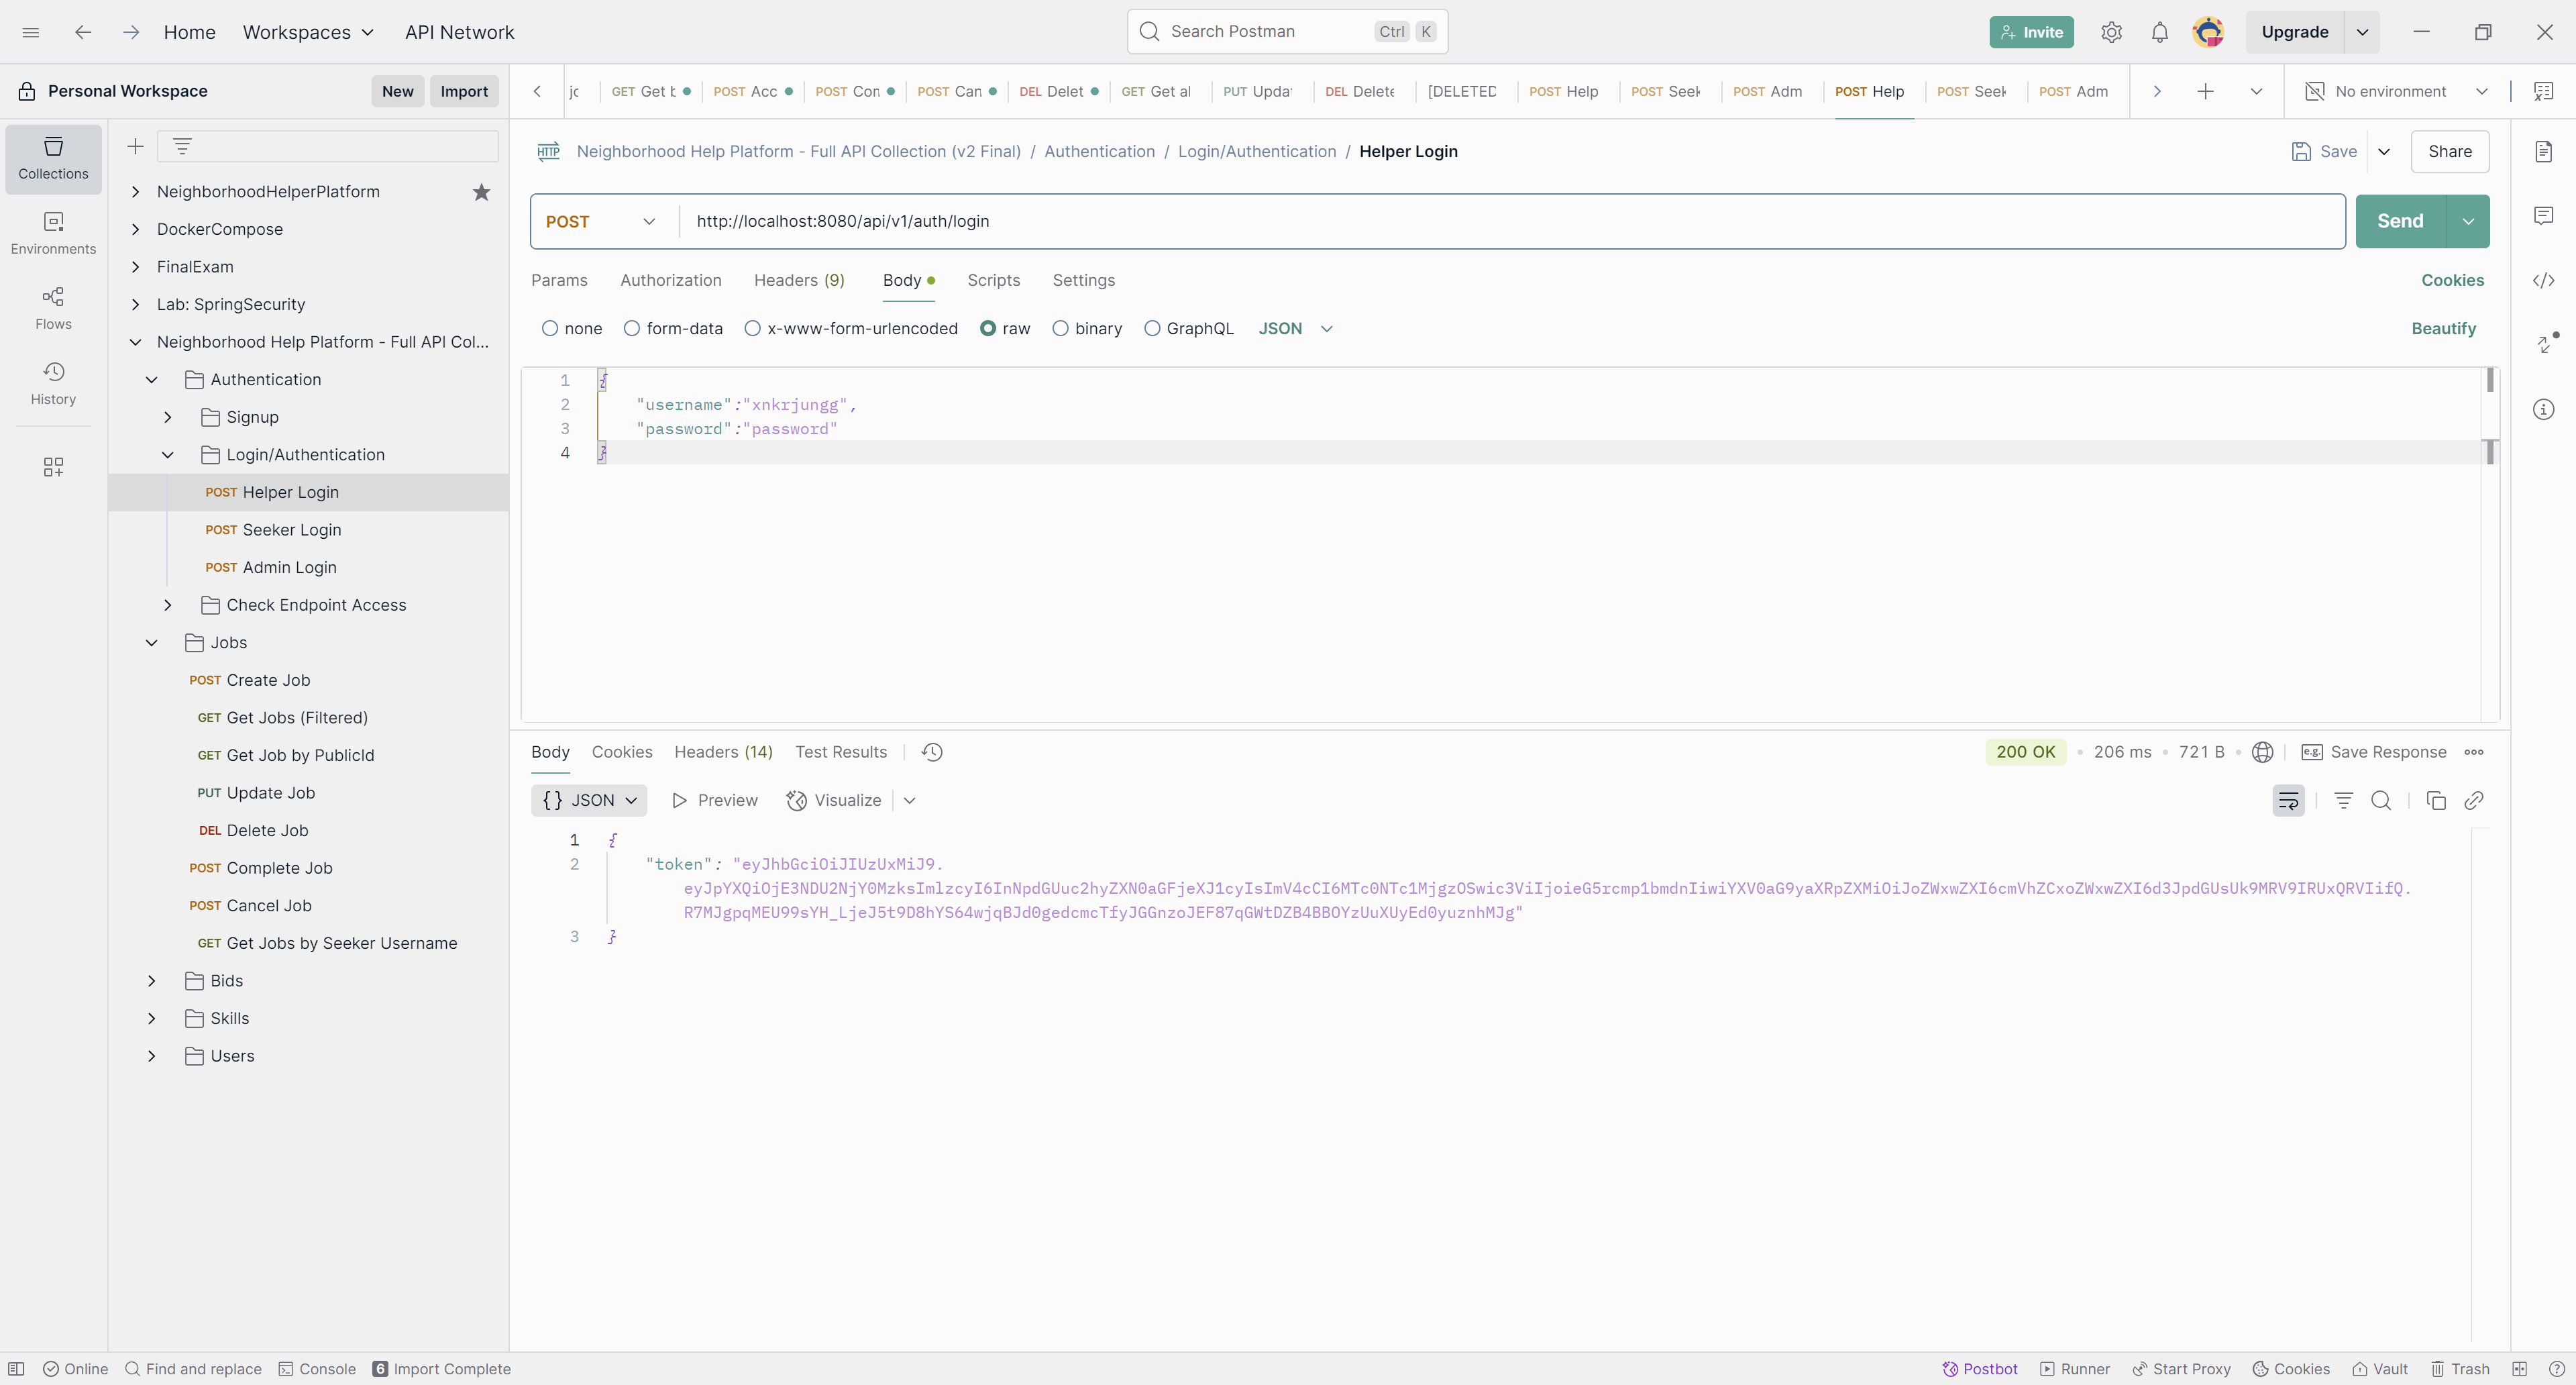 Home
Workspaces
API Network
Search Postman
Ctrl
K
Invite
Upgrade
Personal Workspace
New
Import
GET Get b
POST Acc
POST Con
POST Can
DEL Delet
GET Get al
PUT Updat
DEL Delete
[DELETED
POST Help
POST Seek
POST Adm
POST Help
POST Seek
POST Adm
No environment
Collections
Environments
Flows
History
NeighborhoodHelperPlatform
DockerCompose
FinalExam
Lab: SpringSecurity
Neighborhood Help Platform - Full API Col...
Authentication
Signup
Login/Authentication
POST Helper Login
POST Seeker Login
POST Admin Login
Check Endpoint Access
Jobs
POST Create Job
GET Get Jobs (Filtered)
GET Get Job by PublicId
PUT Update Job
DEL Delete Job
POST Complete Job
POST Cancel Job
GET Get Jobs by Seeker Username
Bids
Skills
Users
HTTP Neighborhood Help Platform - Full API Collection (v2 Final) / Authentication / Login/Authentication / Helper Login
Save
Share
POST
http://localhost:8080/api/v1/auth/login
Send
Params Authorization Headers (9) Body Scripts Settings
Cookies
none form-data x-www-form-urlencoded raw binary GraphQL JSON
Beautify
1 {
2 "username":"xnkrjungg",
3 "password":"password"
4 }
Body Cookies Headers (14) Test Results
200 OK • 206 ms • 721 B •
e.g. Save Response
{} JSON Preview Visualize
1 {
2 "token": "eyJhbGciOiJIUzUxMiJ9.
eyJpYXQiOjE3NDU2NjY0MzksImlzcyI6InNpdGUuc2hyZXN0aGFjeXJ1cyIsImV4cCI6MTc0NTc1MjgzOSwic3ViIjoieG5rcmp1bmdnIiwiYXV0aG9yaXRpZXMiOiJoZWxwZXI6cmVhZCxoZWxwZXI6d3JpdGUsUk9MRV9IRUxQRVIifQ.
R7MJgpqMEU99sYH_LjeJ5t9D8hYS64wjqBJd0gedcmcTfyJGGnzoJEF87qGWtDZB4BBOYzUuXUyEd0yuznhMJg"
3 }
Online
Find and replace
Console
6 Import Complete
Postbot
Runner
Start Proxy
Cookies
Vault
Trash